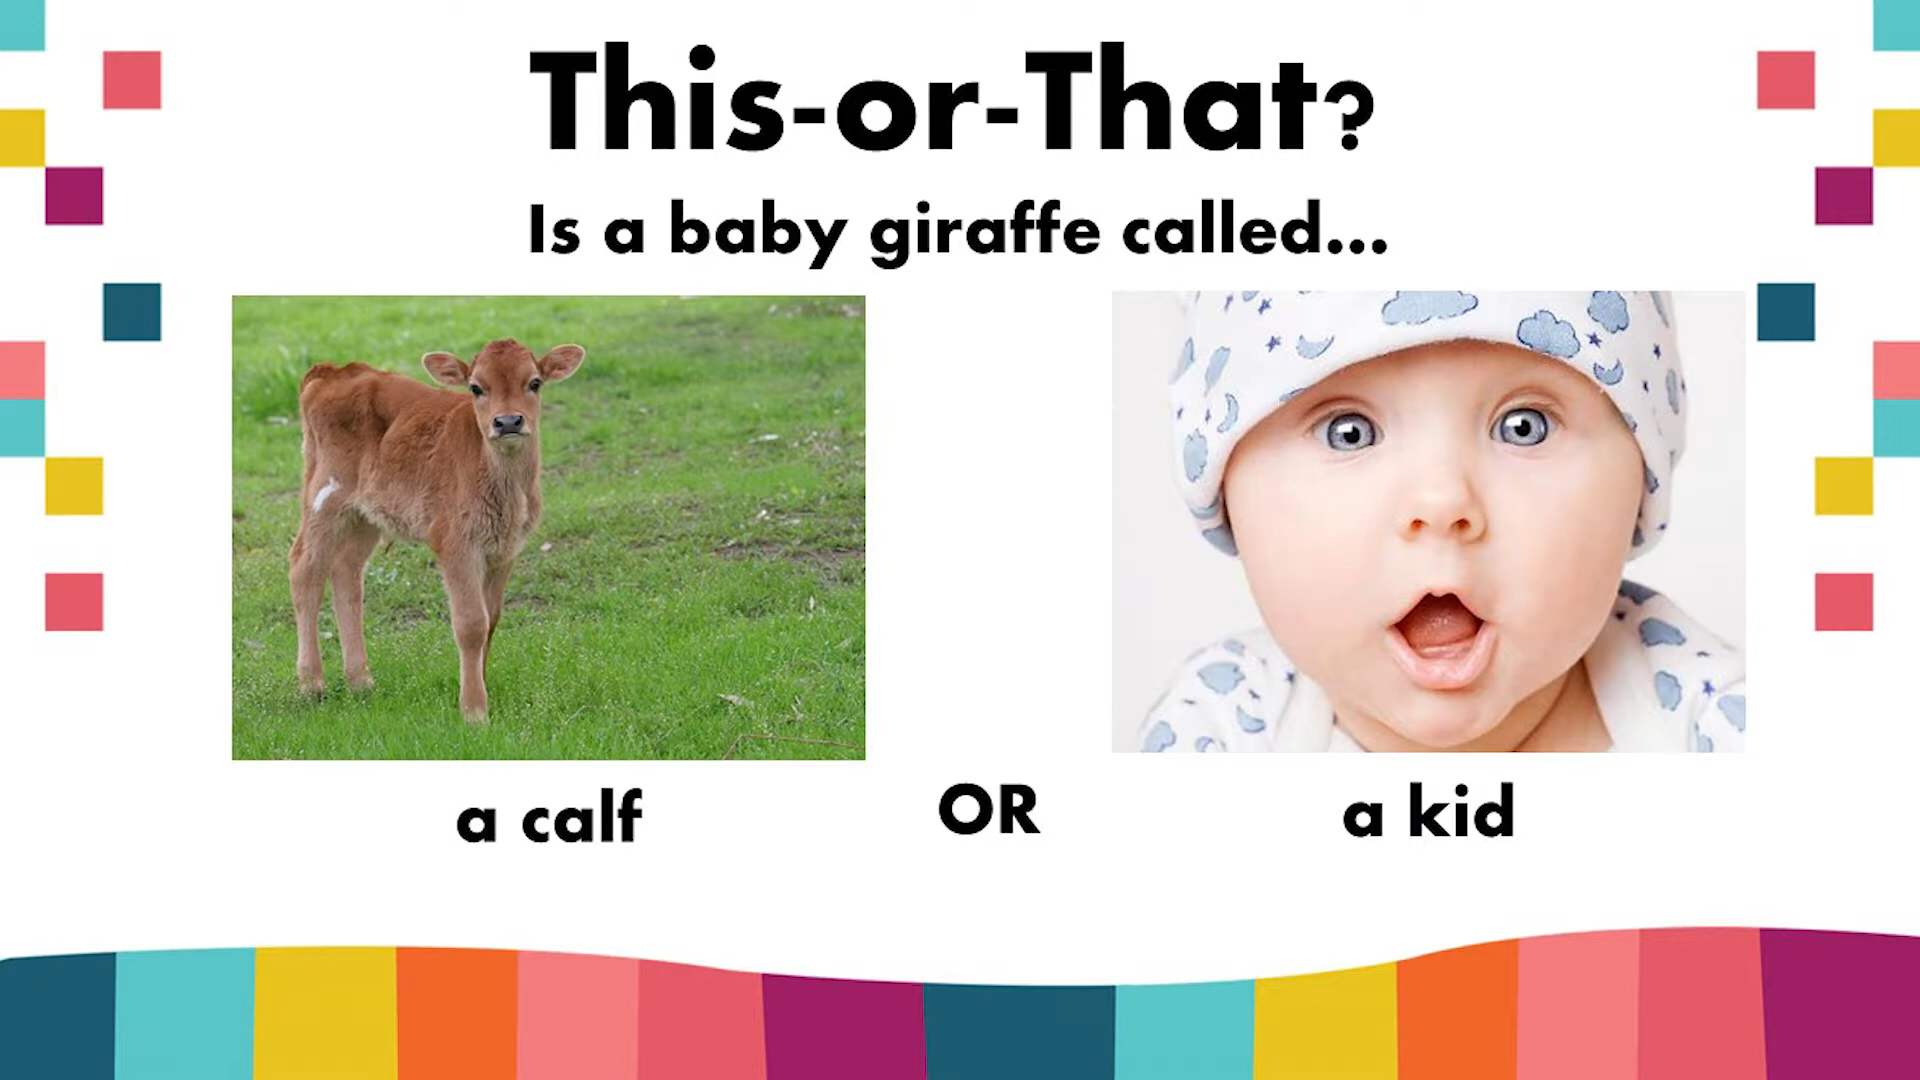 This-or-That?
Is a baby giraffe called...
a calf
OR
a kid